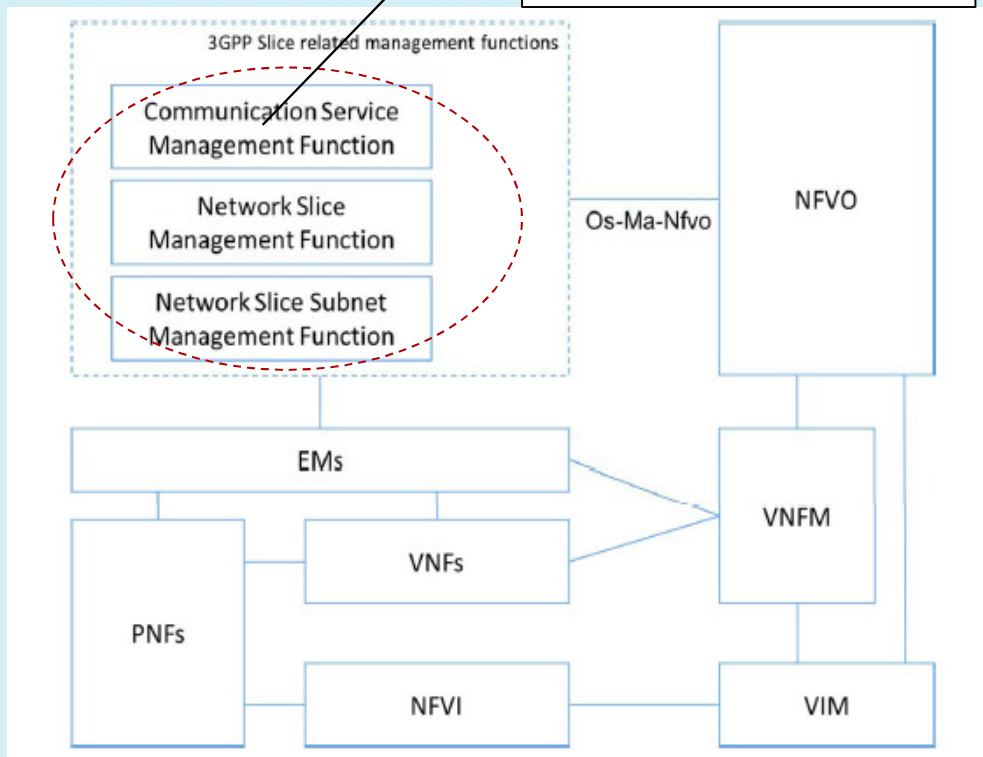 3GPP Slice related management functions
Communication Service
Management Function
Network Slice
Management Function
Network Slice Subnet
Management Function
Os-Ma-Nfvo
NFVO
EMs
VNFs
VNFM
PNFs
NFVI
VIM